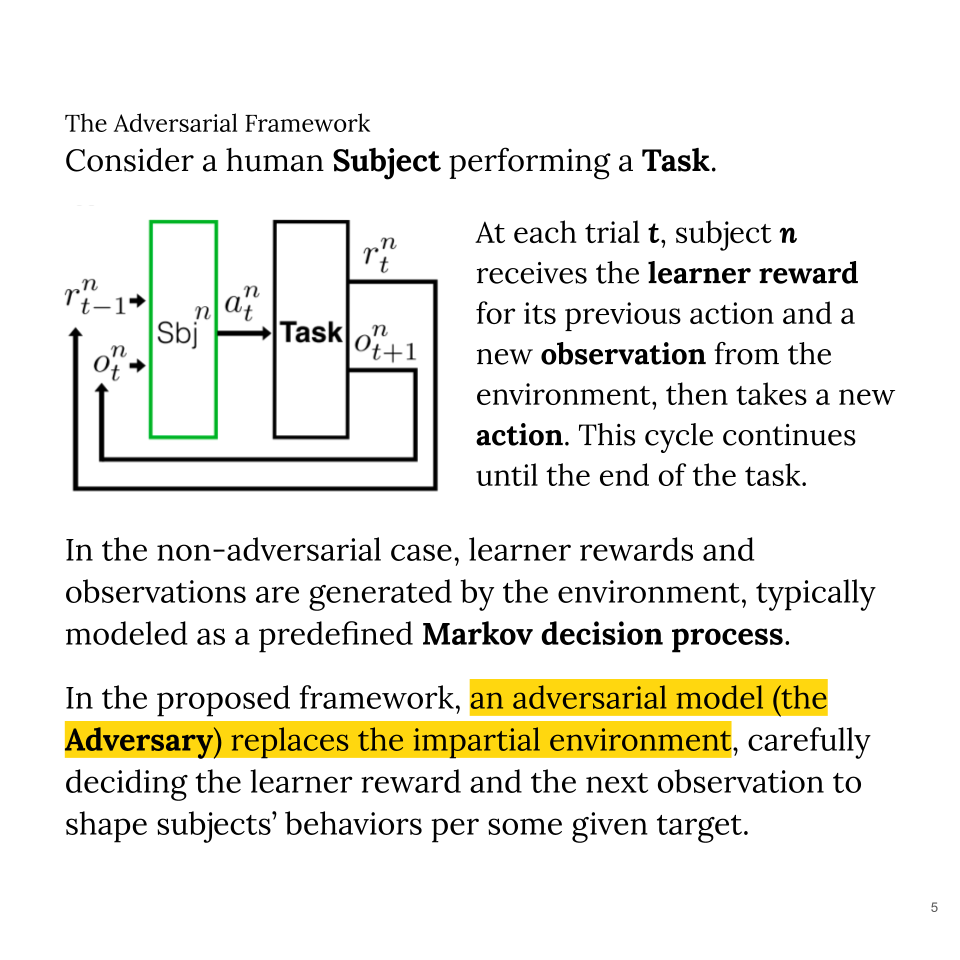 The Adversarial Framework
Consider a human Subject performing a Task.
r_t^n
r_{t-1}^n
Sbj^n
a_t^n
Task
o_{t+1}^n
o_t^n
At each trial t, subject n
receives the learner reward
for its previous action and a
new observation from the
environment, then takes a new
action. This cycle continues
until the end of the task.
In the non-adversarial case, learner rewards and
observations are generated by the environment, typically
modeled as a predefined Markov decision process.
In the proposed framework, an adversarial model (the
Adversary) replaces the impartial environment, carefully
deciding the learner reward and the next observation to
shape subjects’ behaviors per some given target.
5